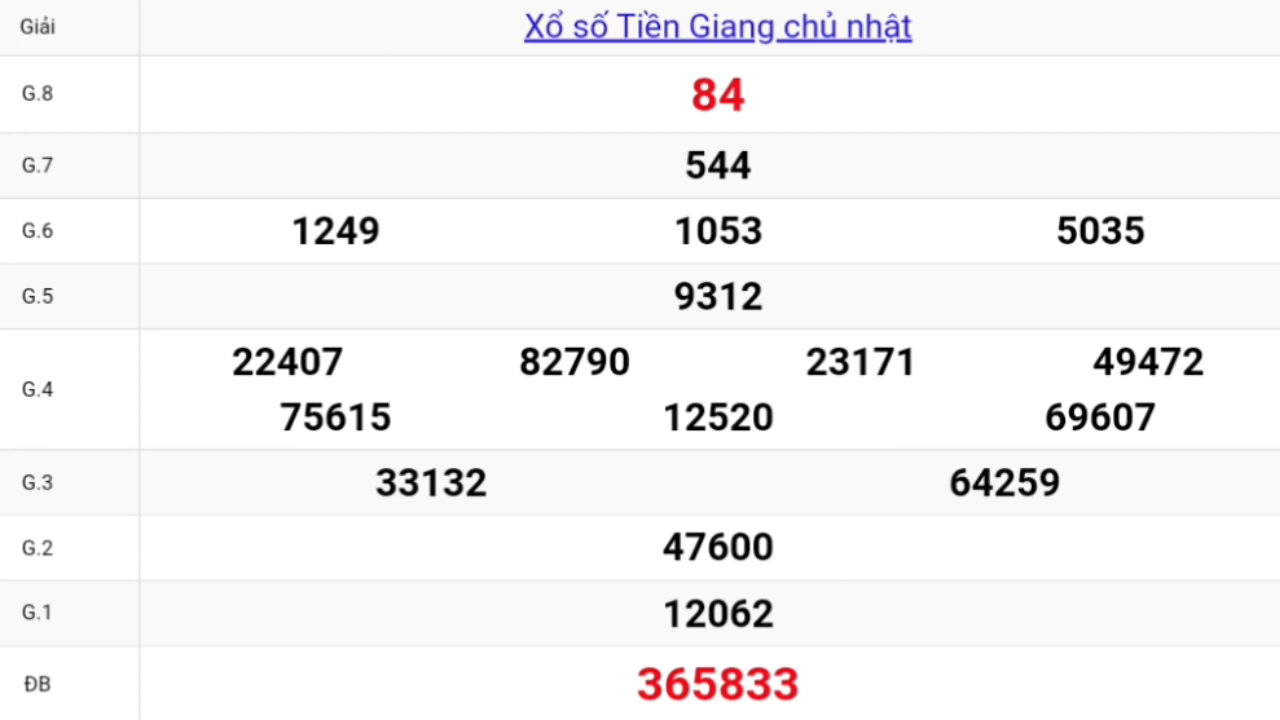 Giải Xổ số Tiền Giang chủ nhật
G.8 84
G.7 544
G.6 1249 1053 5035
G.5 9312
G.4 22407 82790 23171 49472
75615 12520 69607
G.3 33132 64259
G.2 47600
G.1 12062
ĐB 365833